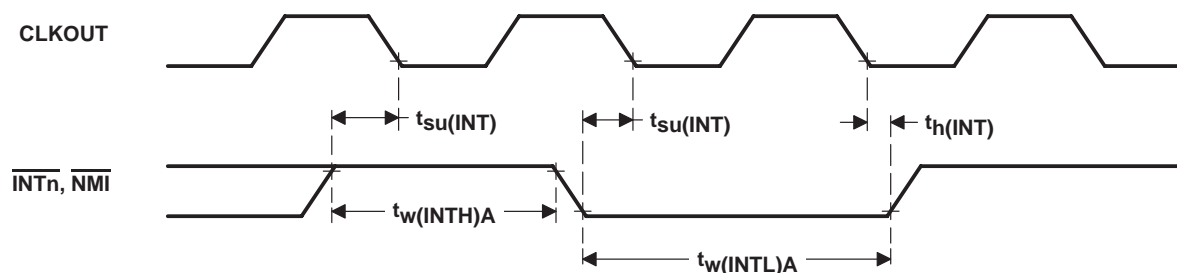 CLKOUT
tsu(INT)
tsu(INT)
th(INT)
INTn, NMI
tw(INTH)A
tw(INTL)A